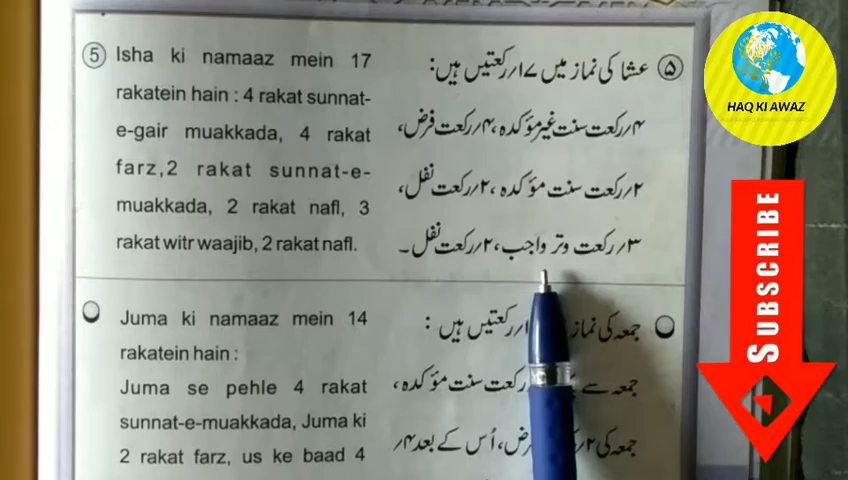 ⑤ Isha ki namaaz mein 17
rakatein hain : 4 rakat sunnat-
e-gair muakkada, 4 rakat
farz,2 rakat sunnat-e-
muakkada, 2 rakat nafl, 3
rakat witr waajib, 2 rakat nafl.
⑤ عشا کی نماز میں ۱۷/رکعتیں ہیں:
۴/رکعت سنت غیر مؤکدہ، ۴/رکعت فرض،
۲/رکعت سنت مؤکدہ، ۲/رکعت نفل،
۳/رکعت وتر واجب، ۲/رکعت نفل۔
Juma ki namaaz mein 14
rakatein hain :
Juma se pehle 4 rakat
sunnat-e-muakkada, Juma ki
2 rakat farz, us ke baad 4
جمعہ کی نماز رکعتیں ہیں:
جمعہ سے رکعت سنت مؤکدہ،
جمعہ کی ۲/ اُس کے بعد ۴/
HAQ KI AWAZ
SUBSCRIBE